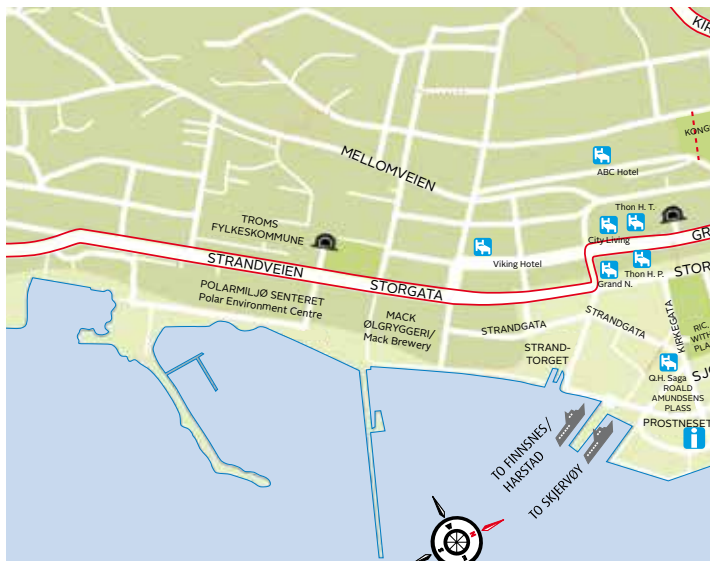 KIR
KONG
MELLOMVEIEN
ABC Hotel
Thon H. T.
TROMS
FYLKESKOMMUNE
City Living
GR
STRANDVEIEN
Viking Hotel
Thon H. P.
STOR
Grand N.
STORGATA
POLARMILJØ SENTERET
Polar Environment Centre
MACK
ØLGRYGGERI/
Mack Brewery
STRANDGATA
STRANDGATA
KIRKEGATA
RIC.
WITH
PLA
STRAND-
TORGET
SJ
Q.H. Saga
ROALD
AMUNDSENS
PLASS
PROSTNESET
TO FINNSNES/
HARSTAD
TO SKJERVØY